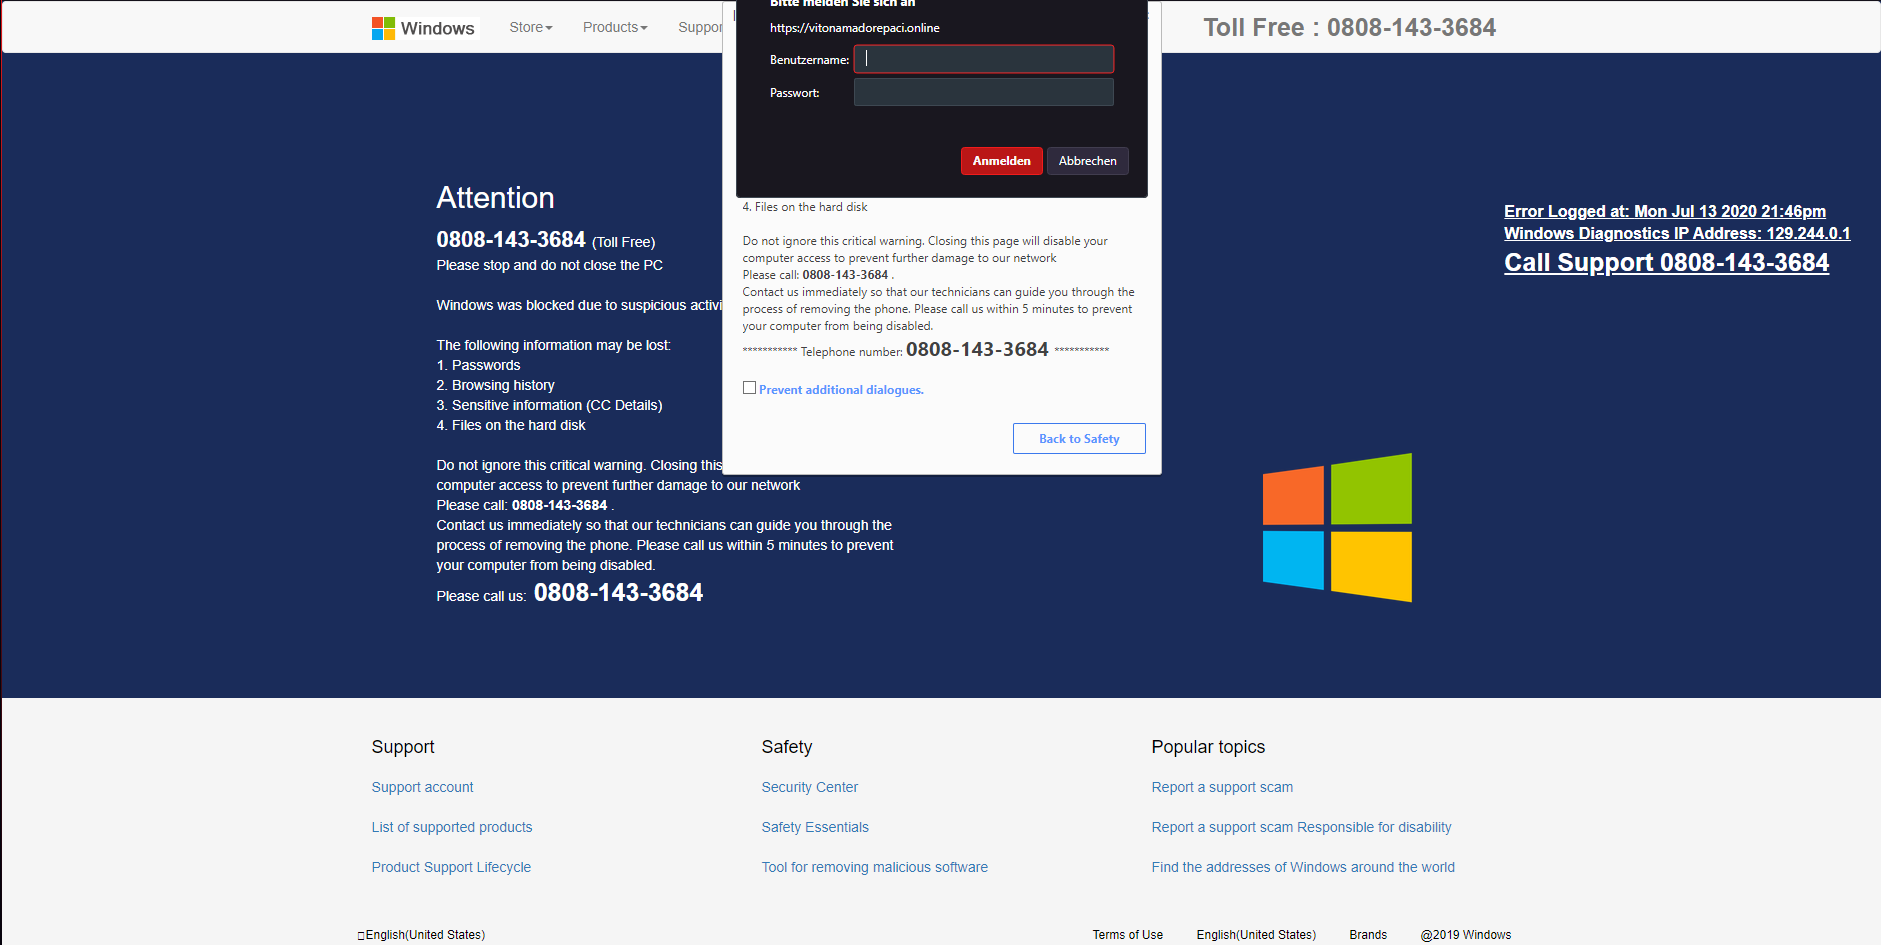 Windows
Store
Products
Suppor
Toll Free : 0808-143-3684
Bitte melden Sie sich an
https://vitonamadorepaci.online
Benutzername:
Passwort:
Anmelden
Abbrechen
4. Files on the hard disk
Do not ignore this critical warning. Closing this page will disable your
computer access to prevent further damage to our network
Please call: 0808-143-3684 .
Contact us immediately so that our technicians can guide you through the
process of removing the phone. Please call us within 5 minutes to prevent
your computer from being disabled.
*********** Telephone number: 0808-143-3684 ***********
Prevent additional dialogues.
Back to Safety
Attention
0808-143-3684 (Toll Free)
Please stop and do not close the PC
Windows was blocked due to suspicious activi
The following information may be lost:
1. Passwords
2. Browsing history
3. Sensitive information (CC Details)
4. Files on the hard disk
Do not ignore this critical warning. Closing this
computer access to prevent further damage to our network
Please call: 0808-143-3684 .
Contact us immediately so that our technicians can guide you through the
process of removing the phone. Please call us within 5 minutes to prevent
your computer from being disabled.
Please call us: 0808-143-3684
Error Logged at: Mon Jul 13 2020 21:46pm
Windows Diagnostics IP Address: 129.244.0.1
Call Support 0808-143-3684
Support
Support account
List of supported products
Product Support Lifecycle
Safety
Security Center
Safety Essentials
Tool for removing malicious software
Popular topics
Report a support scam
Report a support scam Responsible for disability
Find the addresses of Windows around the world
English(United States)
Terms of Use
English(United States)
Brands
@2019 Windows